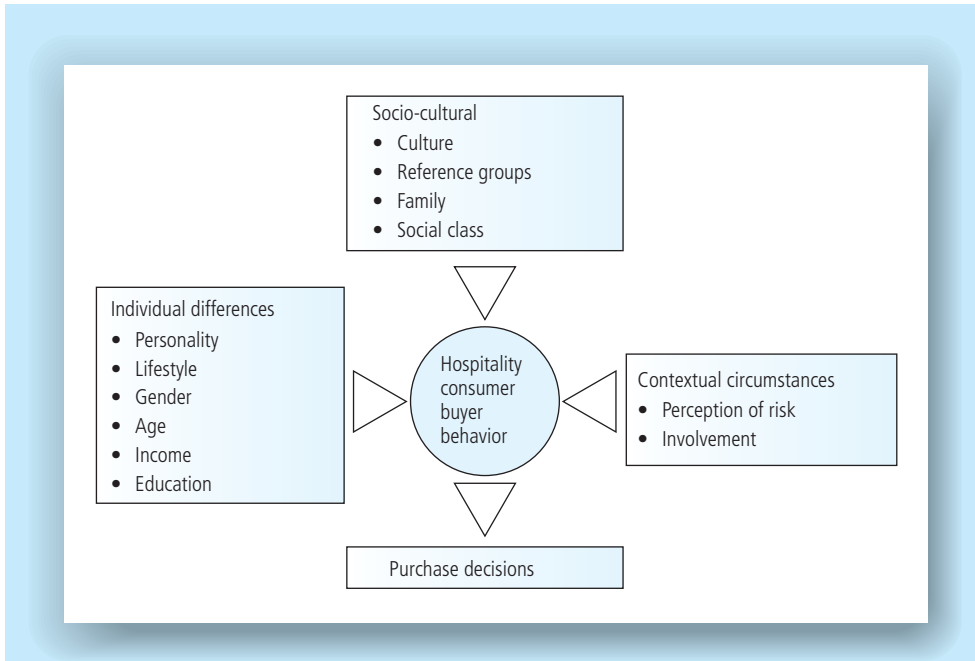 Socio-cultural
• Culture
• Reference groups
• Family
• Social class
Individual differences
• Personality
• Lifestyle
• Gender
• Age
• Income
• Education
Hospitality
consumer
buyer
behavior
Contextual circumstances
• Perception of risk
• Involvement
Purchase decisions